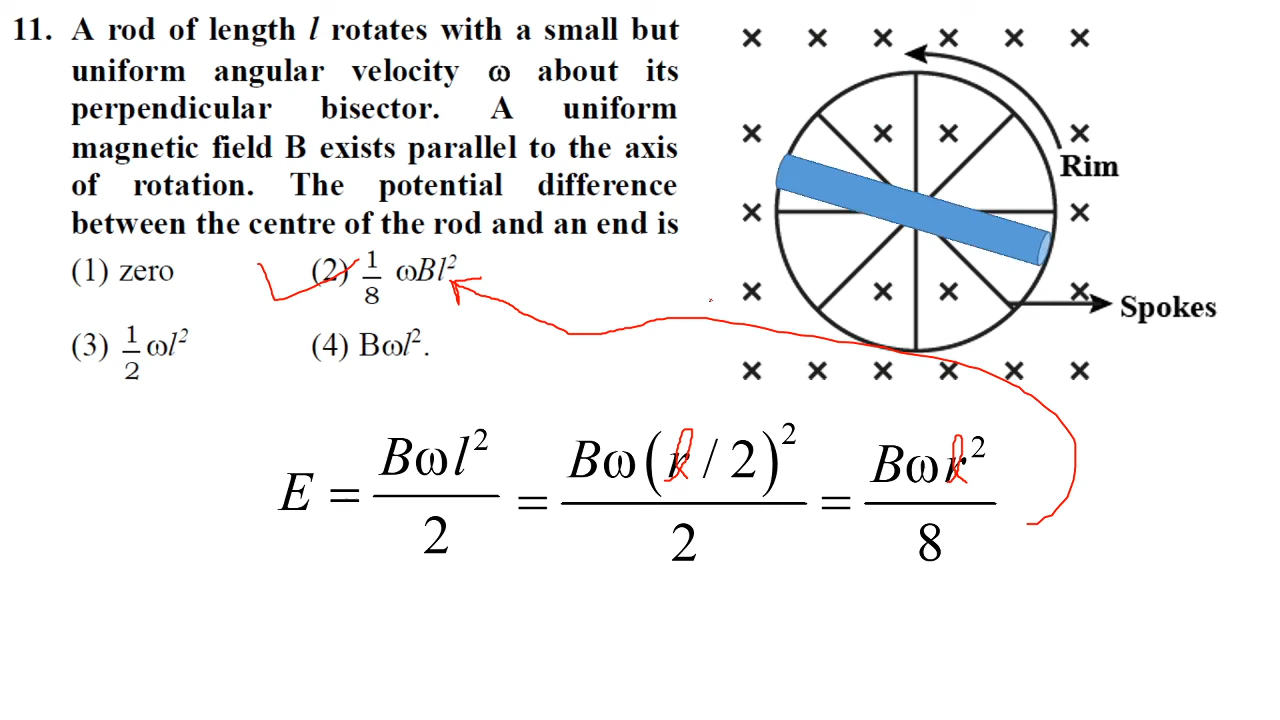 11. A rod of length l rotates with a small but
uniform angular velocity ω about its
perpendicular bisector. A uniform
magnetic field B exists parallel to the axis
of rotation. The potential difference
between the centre of the rod and an end is
(1) zero (2) 1/8 ωBl²
(3) 1/2 ωl² (4) Bωl².
Rim
Spokes
E = Bωl²/2 = Bω(l/2)²/2 = Bωl²/8